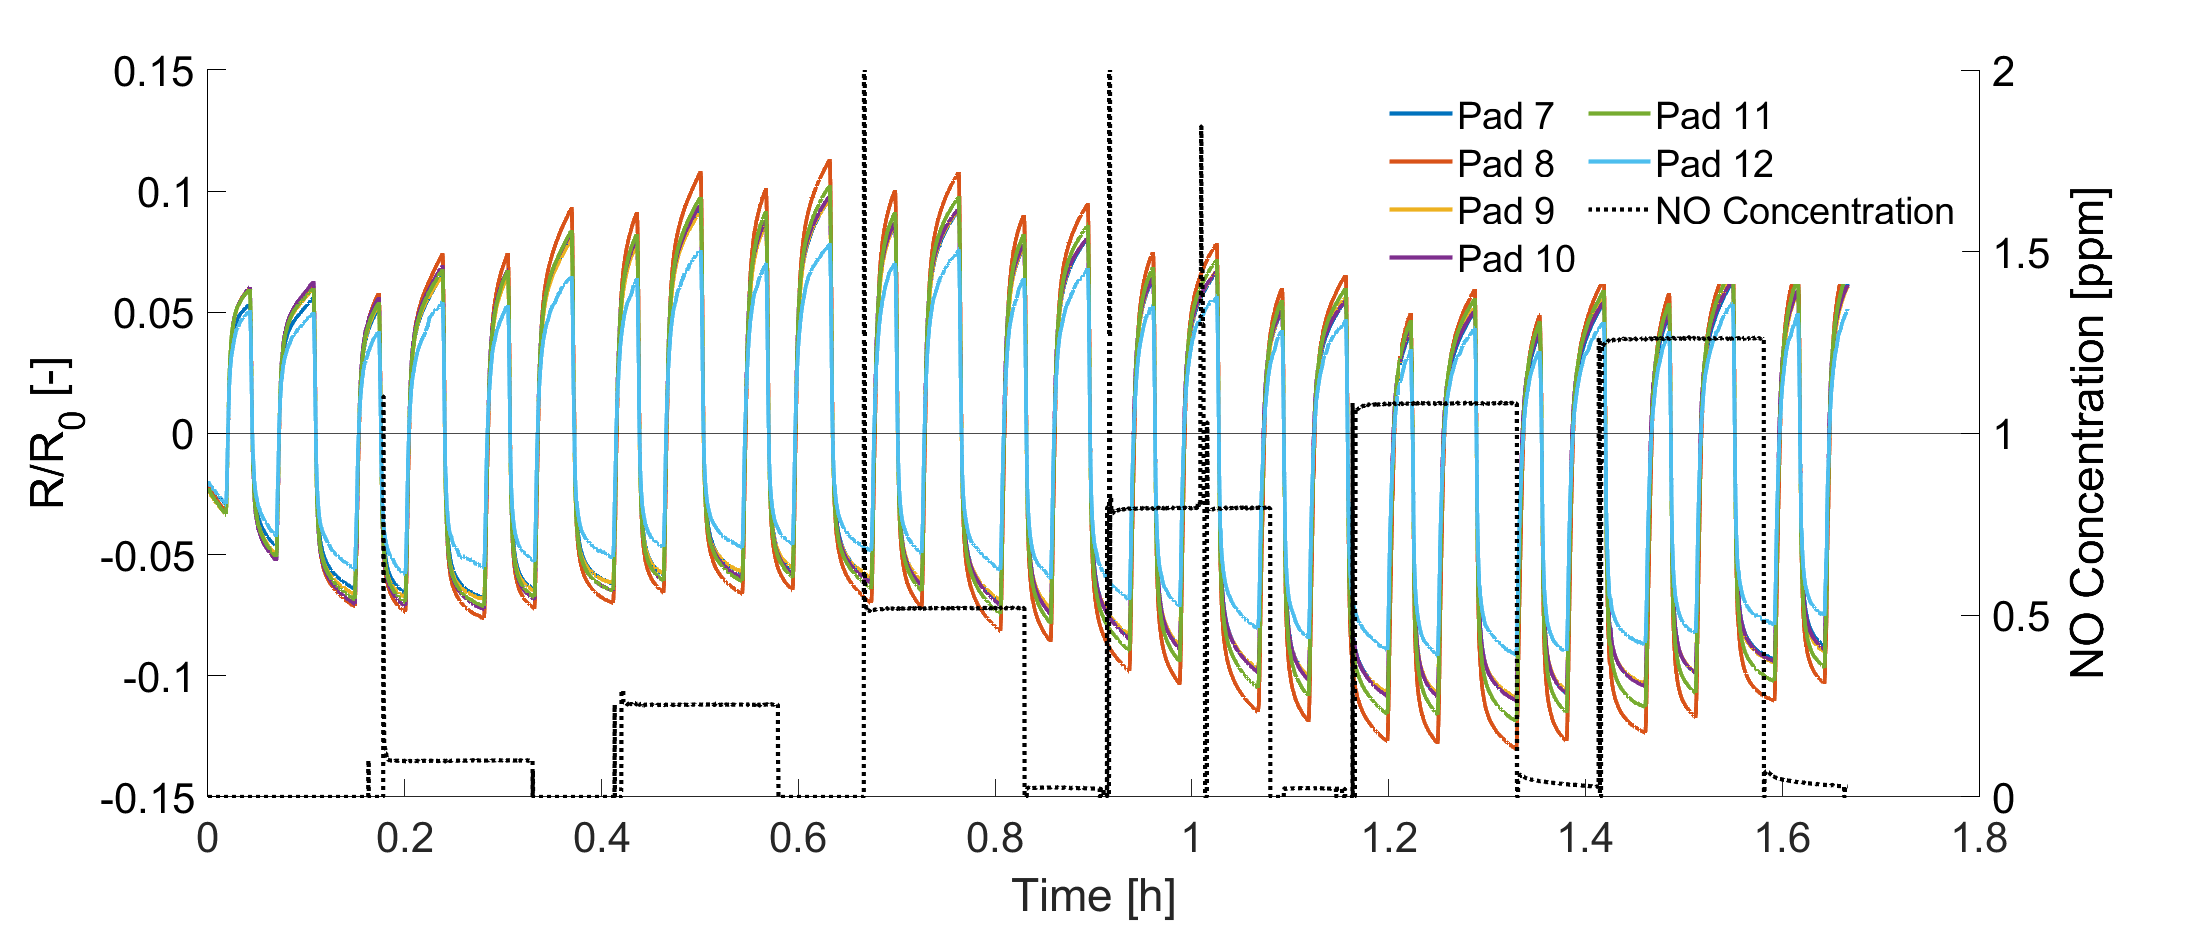 0.15
0.1
0.05
0
-0.05
-0.1
-0.15
R/R0 [-]
Pad 7
Pad 8
Pad 9
Pad 10
Pad 11
Pad 12
NO Concentration
2
1.5
1
0.5
0
NO Concentration [ppm]
0 0.2 0.4 0.6 0.8 1 1.2 1.4 1.6 1.8
Time [h]